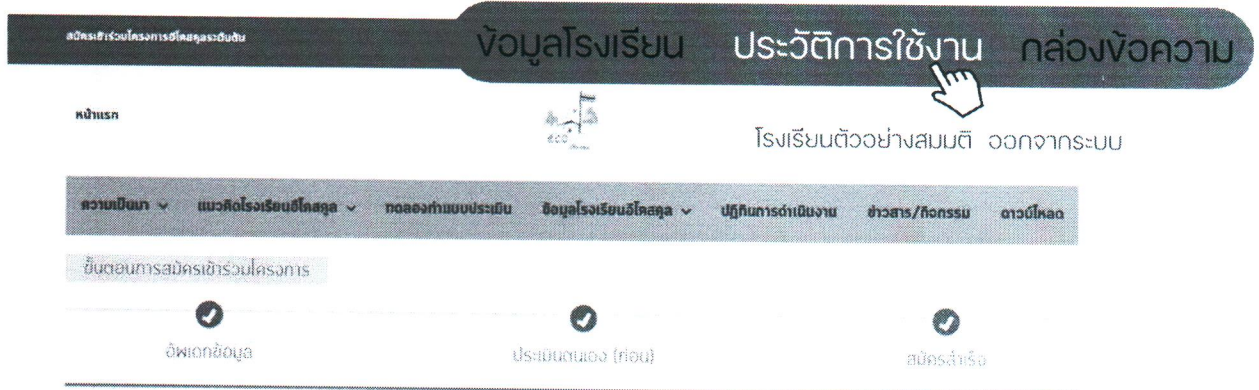 สมัครเข้าร่วมโครงการอีโคสคูลระดับต้น
ข้อมูลโรงเรียน ประวัติการใช้งาน กล่องข้อความ
หน้าแรก
eco
โรงเรียนตัวอย่างสมมติ ออกจากระบบ
ความเป็นมา แนวคิดโรงเรียนอีโคสคูล ทดลองทำแบบประเมิน ข้อมูลโรงเรียนอีโคสคูล ปฏิทินการดำเนินงาน ข่าวสาร/กิจกรรม ดาวน์โหลด
ขั้นตอนการสมัครเข้าร่วมโครงการ
อัพเดทข้อมูล ประเมินตนเอง (ก่อน) สมัครสำเร็จ